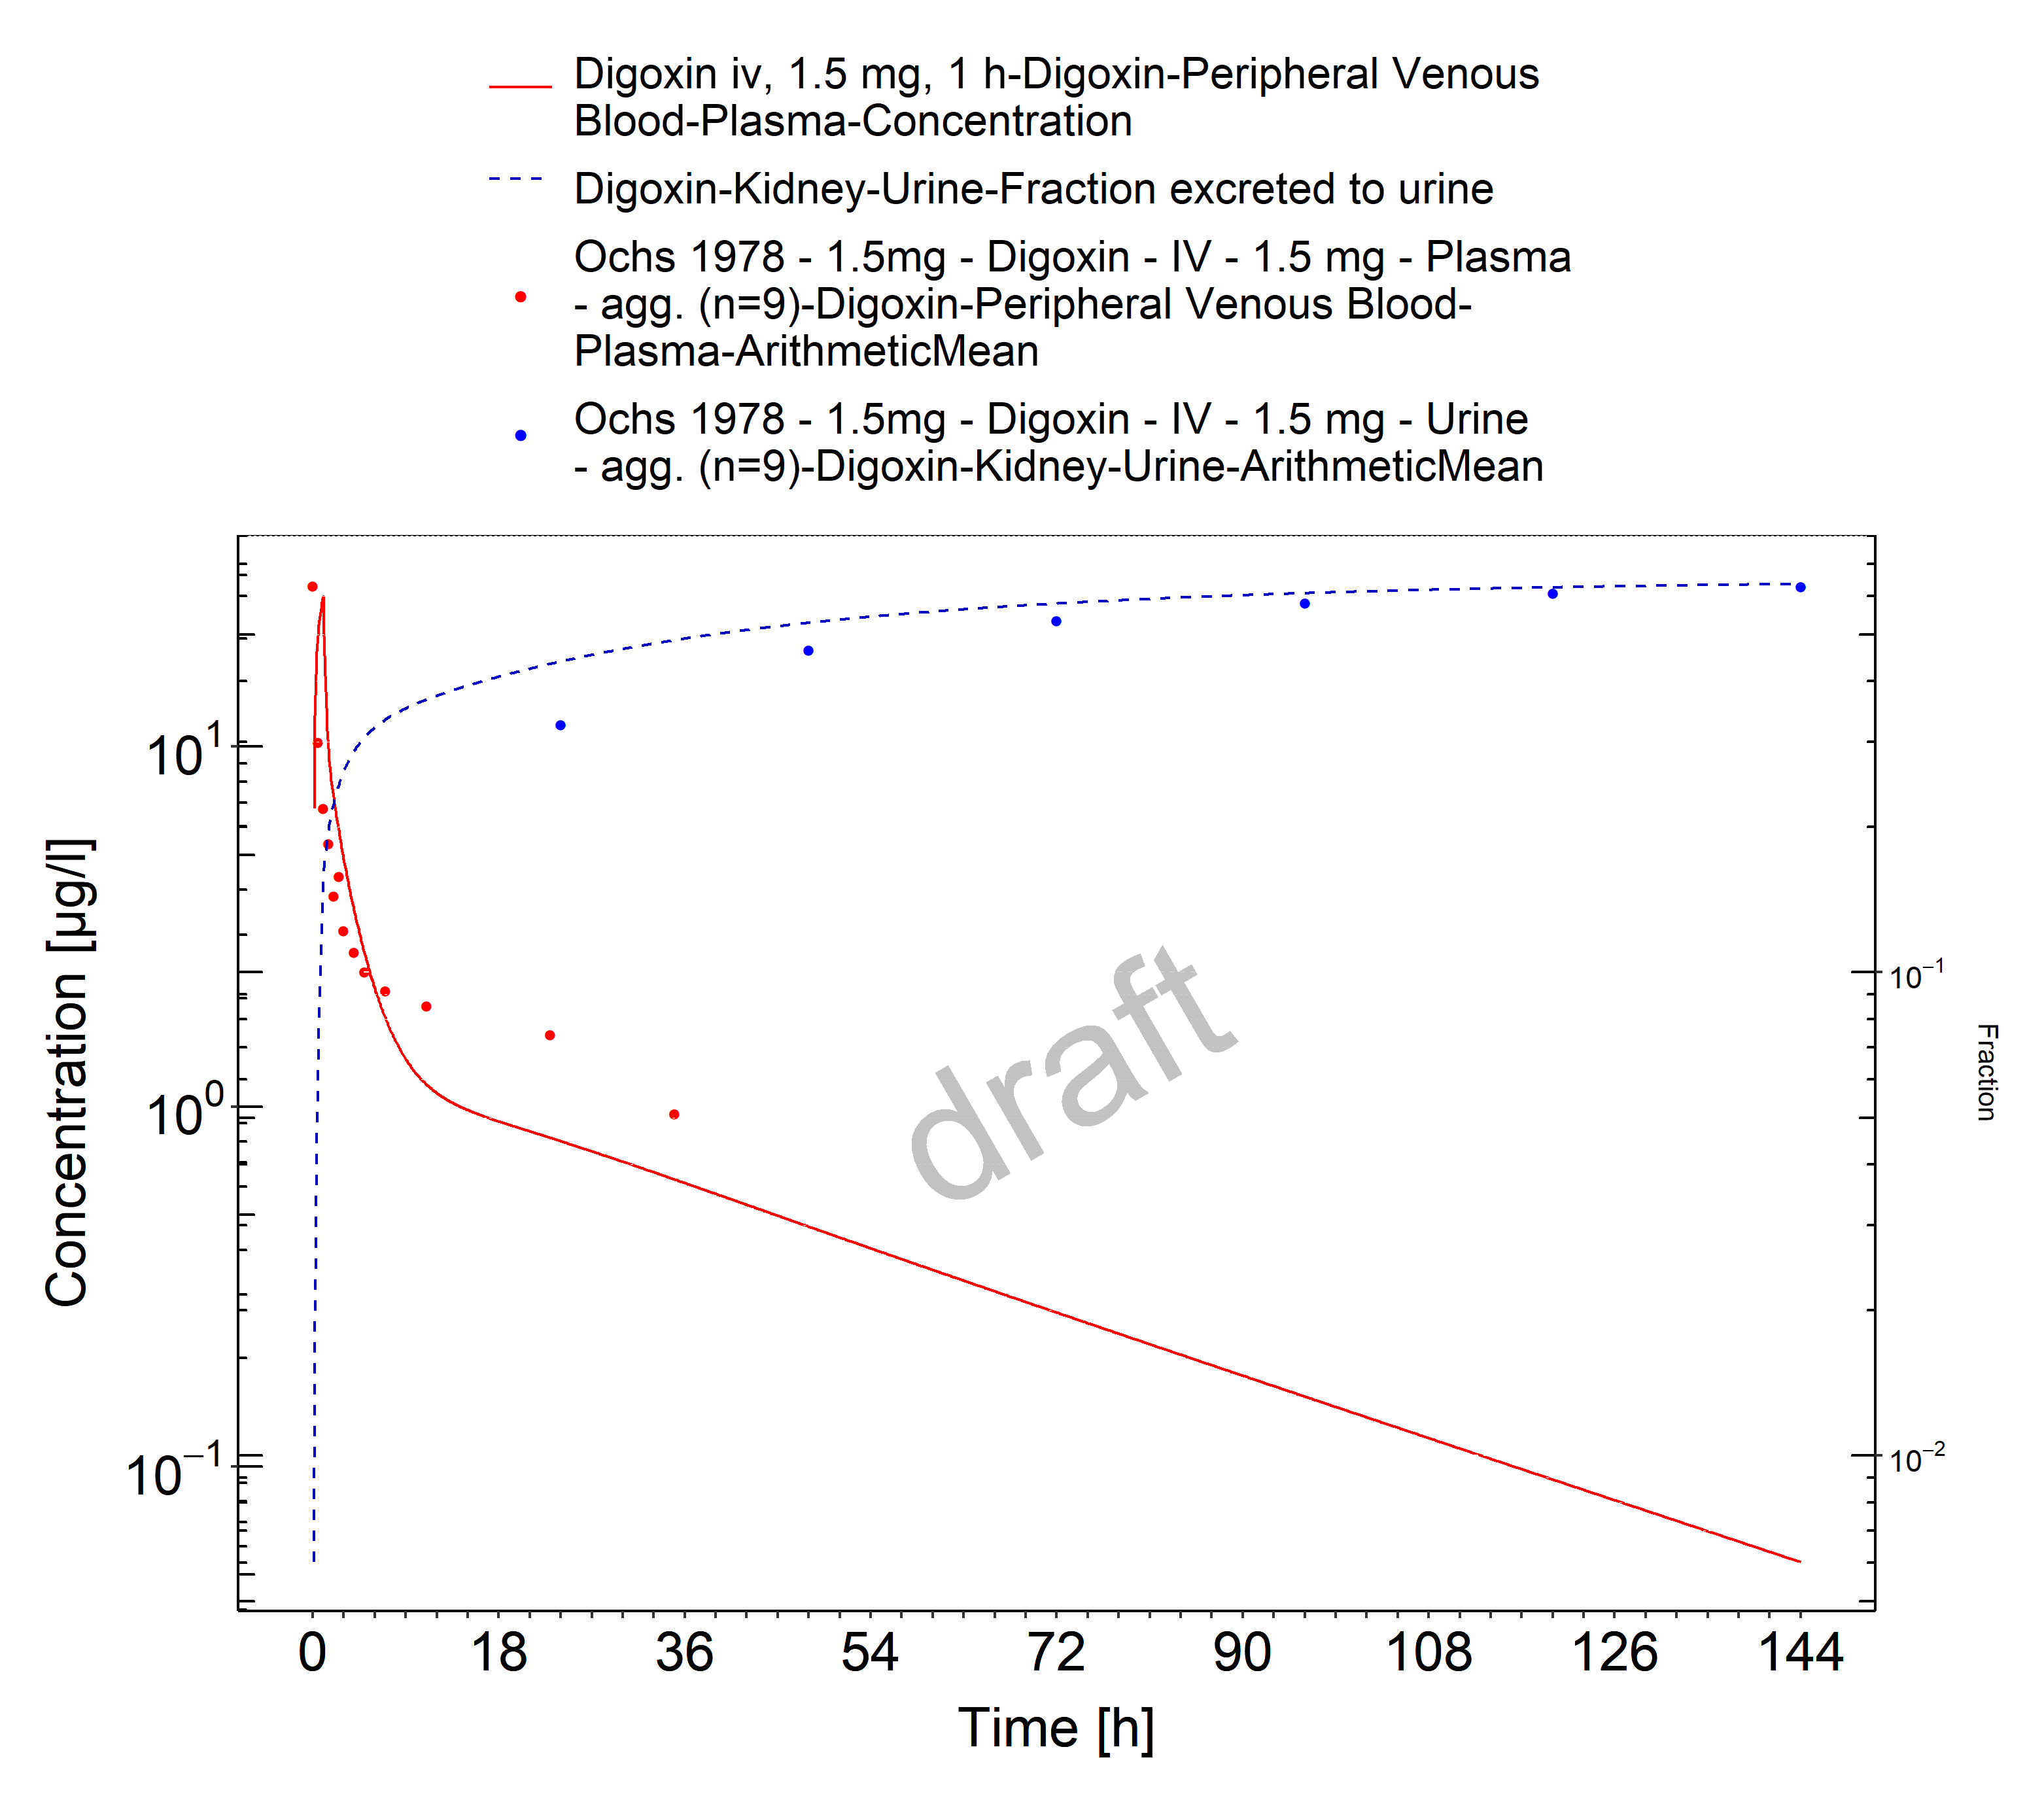 Digoxin iv, 1.5 mg, 1 h-Digoxin-Peripheral Venous
Blood-Plasma-Concentration
Digoxin-Kidney-Urine-Fraction excreted to urine
Ochs 1978 - 1.5mg - Digoxin - IV - 1.5 mg - Plasma
- agg. (n=9)-Digoxin-Peripheral Venous Blood-
Plasma-ArithmeticMean
Ochs 1978 - 1.5mg - Digoxin - IV - 1.5 mg - Urine
- agg. (n=9)-Digoxin-Kidney-Urine-ArithmeticMean
Concentration [µg/l]
10¹
10⁰
10⁻¹
draft
10⁻¹
10⁻²
Fraction
0 18 36 54 72 90 108 126 144
Time [h]